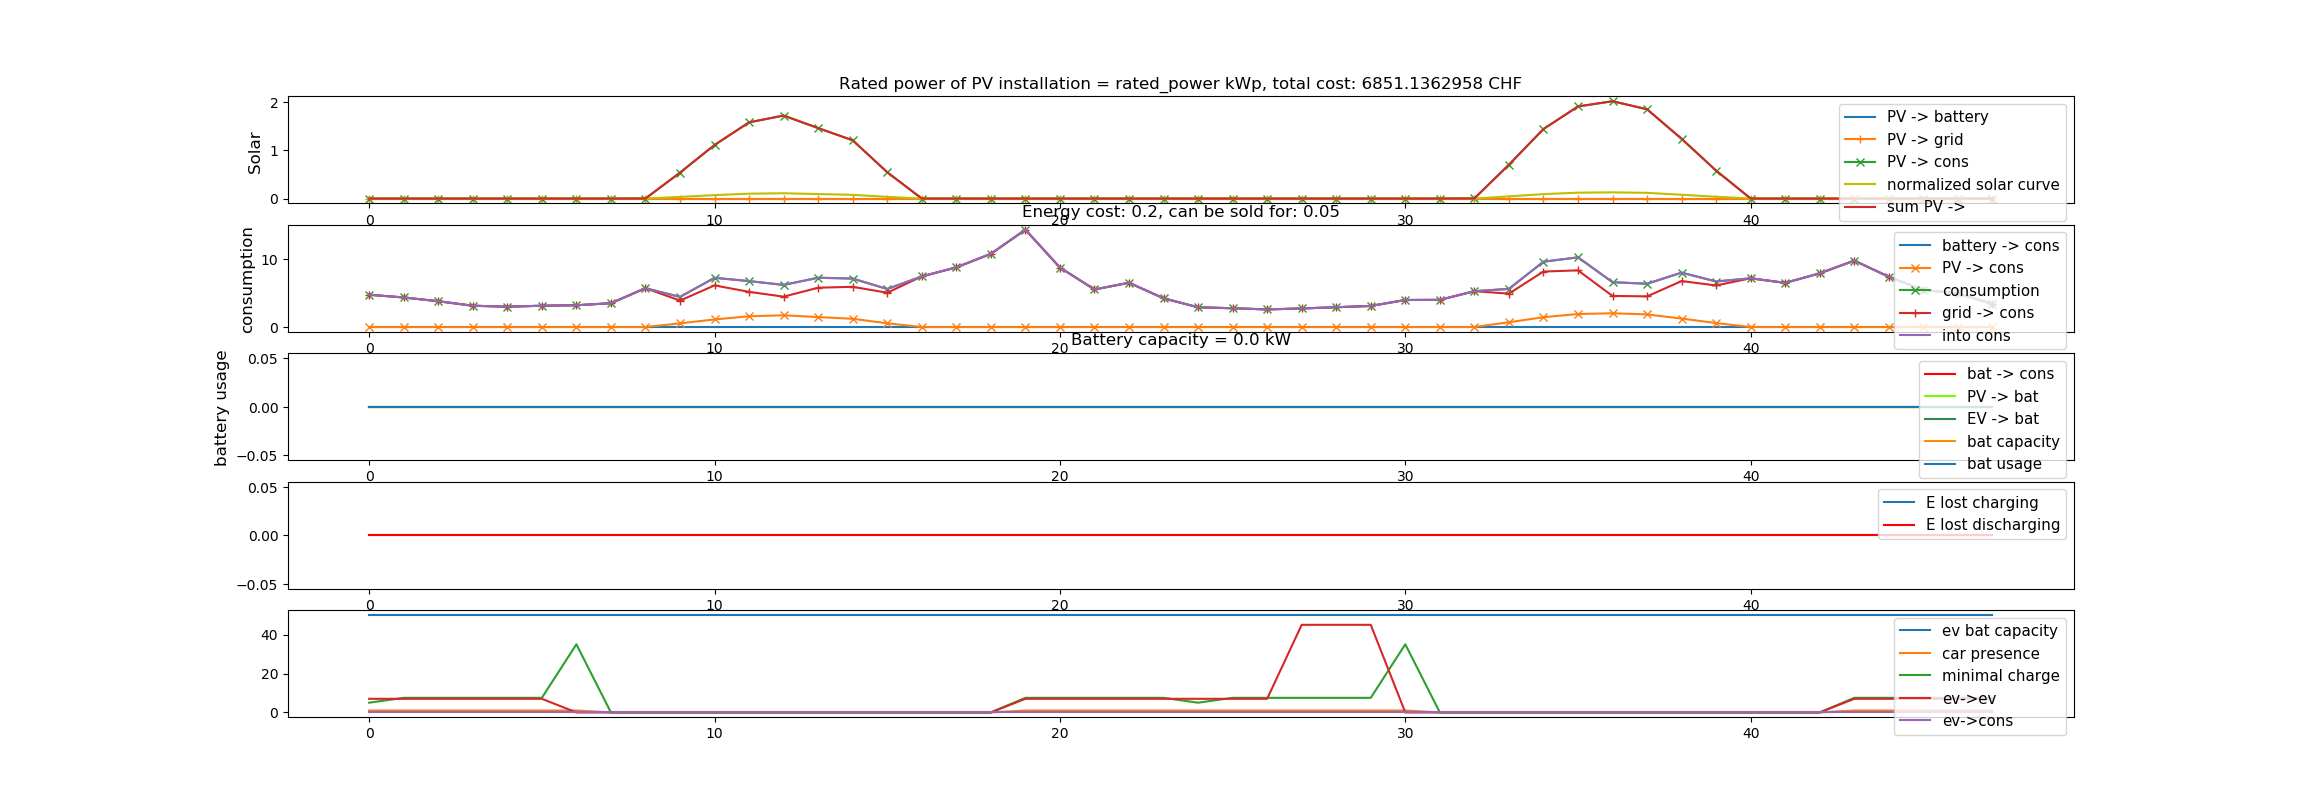 Rated power of PV installation = rated_power kWp, total cost: 6851.1362958 CHF
Solar
2
1
0
0 10 20 30 40
PV -> battery
PV -> grid
PV -> cons
normalized solar curve
sum PV ->
Energy cost: 0.2, can be sold for: 0.05
consumption
10
0
0 10 20 30 40
battery -> cons
PV -> cons
consumption
grid -> cons
into cons
Battery capacity = 0.0 kW
battery usage
0.05
0.00
−0.05
0 10 20 30 40
bat -> cons
PV -> bat
EV -> bat
bat capacity
bat usage
0.05
0.00
−0.05
0 10 20 30 40
E lost charging
E lost discharging
40
20
0
0 10 20 30 40
ev bat capacity
car presence
minimal charge
ev->ev
ev->cons